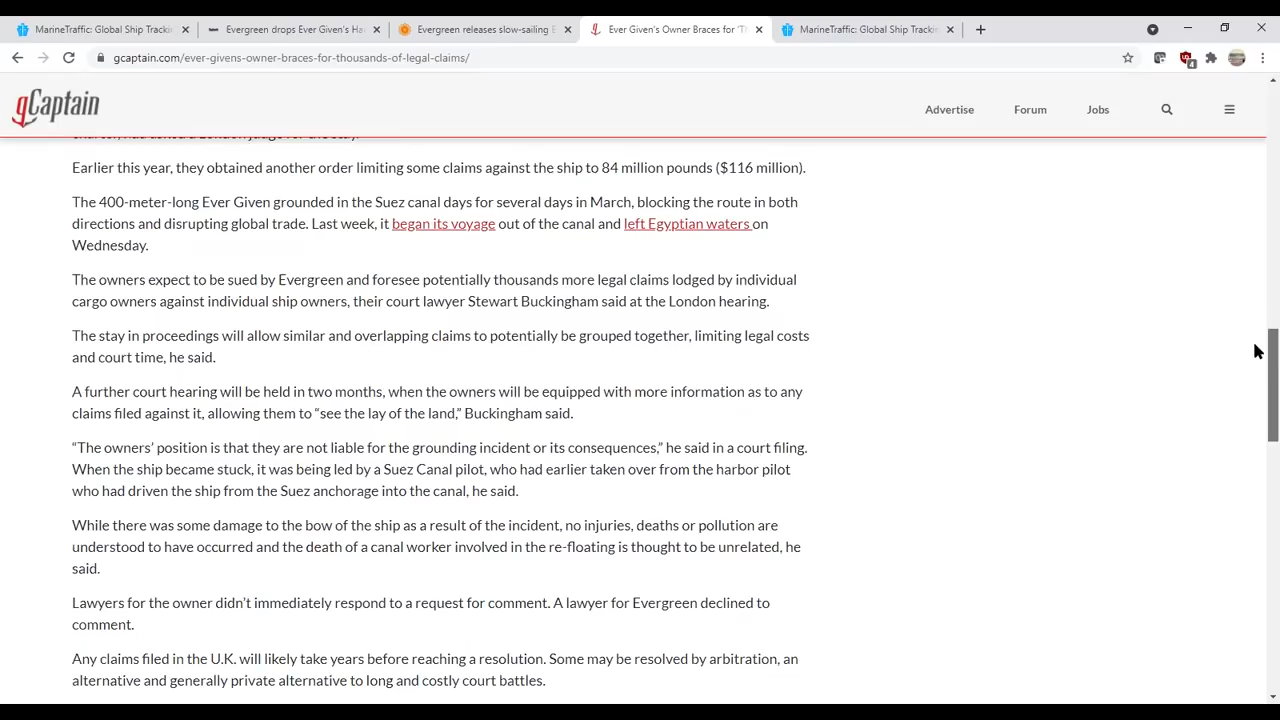 MarineTraffic: Global Ship Trackin
Evergreen drops Ever Given's Ha
Evergreen releases slow-sailing E
Ever Given's Owner Braces for 'Th
MarineTraffic: Global Ship Trackin
gcaptain.com/ever-givens-owner-braces-for-thousands-of-legal-claims/
4
gCaptain
Advertise
Forum
Jobs
Earlier this year, they obtained another order limiting some claims against the ship to 84 million pounds ($116 million).
The 400-meter-long Ever Given grounded in the Suez canal days for several days in March, blocking the route in both
directions and disrupting global trade. Last week, it began its voyage out of the canal and left Egyptian waters on
Wednesday.
The owners expect to be sued by Evergreen and foresee potentially thousands more legal claims lodged by individual
cargo owners against individual ship owners, their court lawyer Stewart Buckingham said at the London hearing.
The stay in proceedings will allow similar and overlapping claims to potentially be grouped together, limiting legal costs
and court time, he said.
A further court hearing will be held in two months, when the owners will be equipped with more information as to any
claims filed against it, allowing them to “see the lay of the land,” Buckingham said.
“The owners’ position is that they are not liable for the grounding incident or its consequences,” he said in a court filing.
When the ship became stuck, it was being led by a Suez Canal pilot, who had earlier taken over from the harbor pilot
who had driven the ship from the Suez anchorage into the canal, he said.
While there was some damage to the bow of the ship as a result of the incident, no injuries, deaths or pollution are
understood to have occurred and the death of a canal worker involved in the re-floating is thought to be unrelated, he
said.
Lawyers for the owner didn’t immediately respond to a request for comment. A lawyer for Evergreen declined to
comment.
Any claims filed in the U.K. will likely take years before reaching a resolution. Some may be resolved by arbitration, an
alternative and generally private alternative to long and costly court battles.